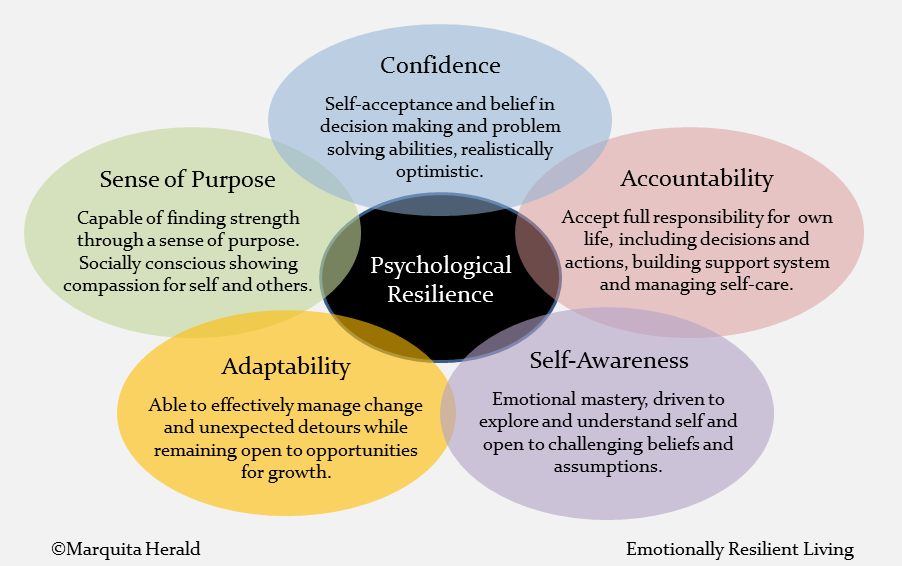 Confidence
Self-acceptance and belief in
decision making and problem
solving abilities, realistically
optimistic.
Sense of Purpose
Capable of finding strength
through a sense of purpose.
Socially conscious showing
compassion for self and others.
Accountability
Accept full responsibility for own
life, including decisions and
actions, building support system
and managing self-care.
Psychological
Resilience
Adaptability
Able to effectively manage change
and unexpected detours while
remaining open to opportunities
for growth.
Self-Awareness
Emotional mastery, driven to
explore and understand self and
open to challenging beliefs and
assumptions.
©Marquita Herald
Emotionally Resilient Living